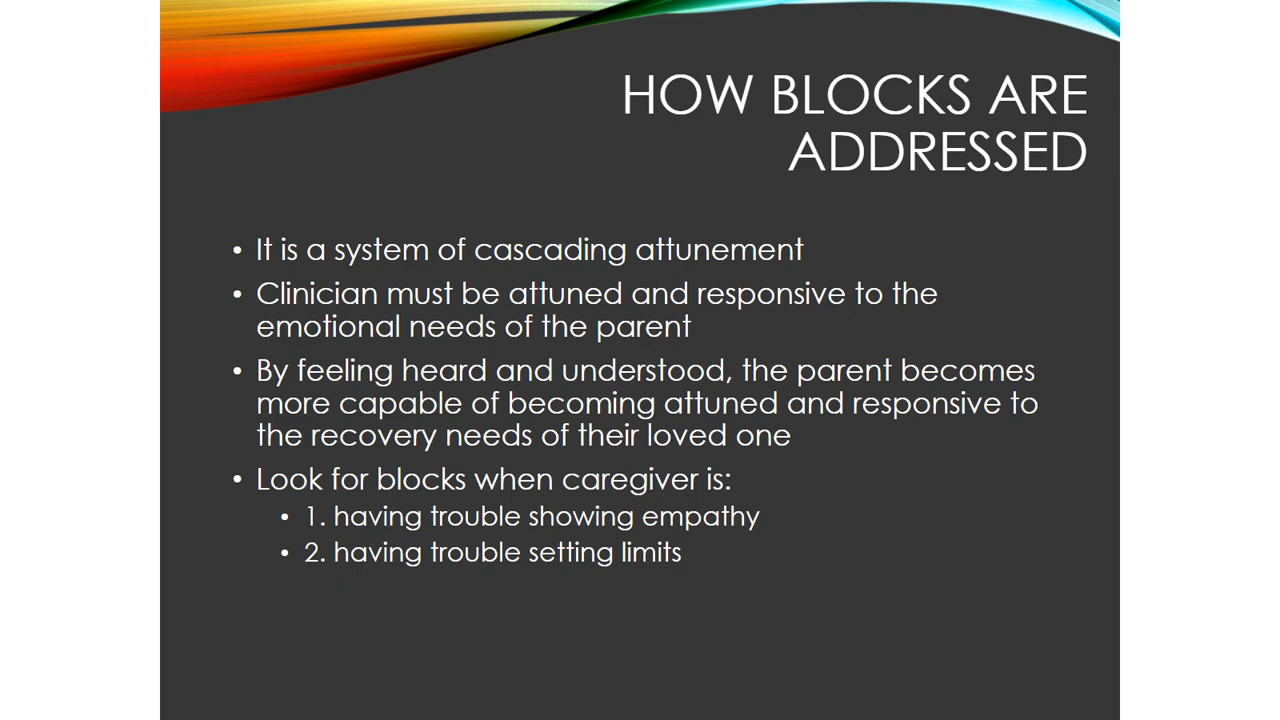 HOW BLOCKS ARE
ADDRESSED
• It is a system of cascading attunement
• Clinician must be attuned and responsive to the
emotional needs of the parent
• By feeling heard and understood, the parent becomes
more capable of becoming attuned and responsive to
the recovery needs of their loved one
• Look for blocks when caregiver is:
• 1. having trouble showing empathy
• 2. having trouble setting limits